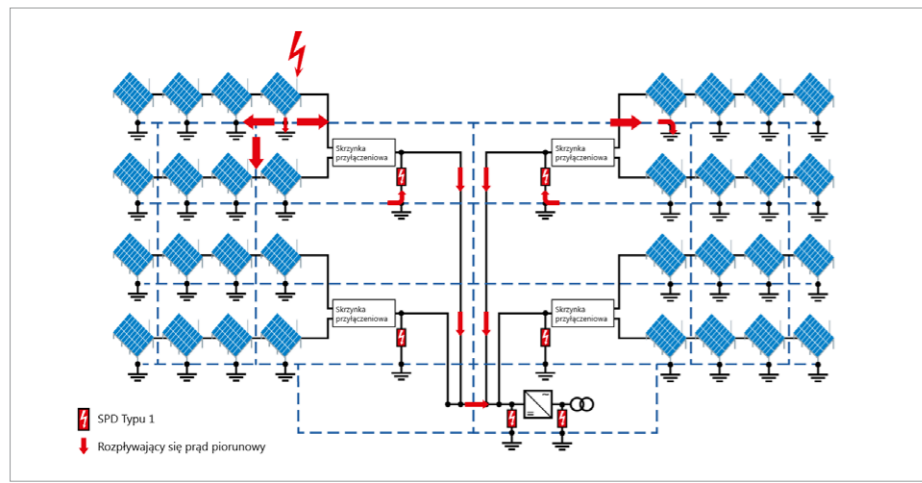 Skrzynka
przyłączeniowa
Skrzynka
przyłączeniowa
Skrzynka
przyłączeniowa
Skrzynka
przyłączeniowa
SPD Typu 1
Rozpływający się prąd piorunowy